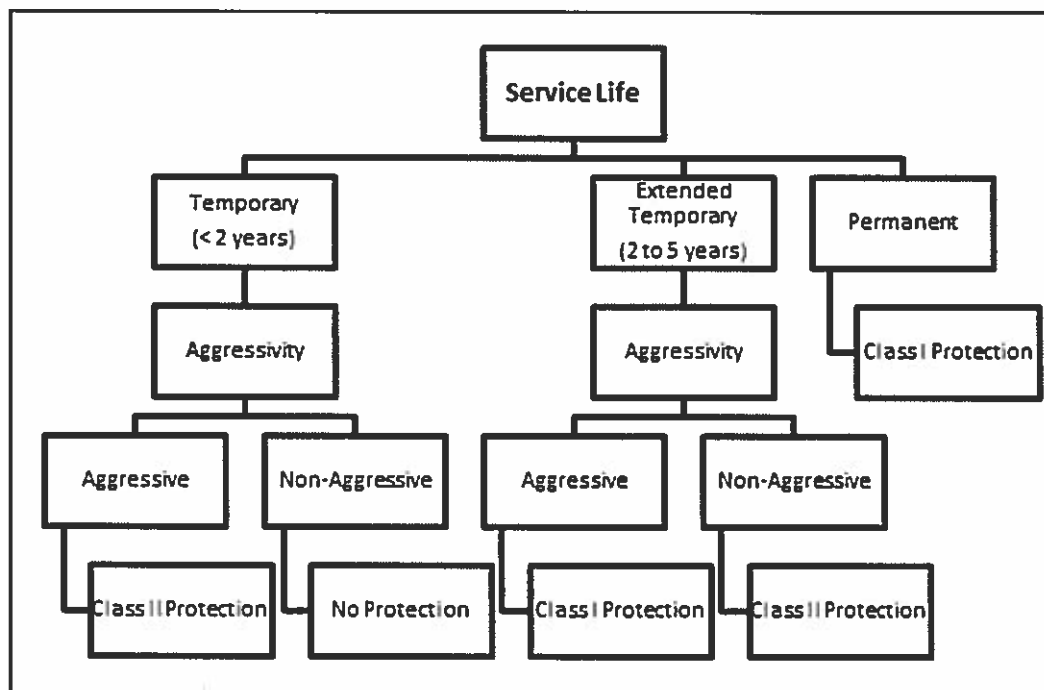 Service Life
Temporary
(< 2 years)
Extended
Temporary
(2 to 5 years)
Permanent
Aggressivity
Aggressivity
Class I Protection
Aggressive
Non-Aggressive
Aggressive
Non-Aggressive
Class II Protection
No Protection
Class I Protection
Class II Protection